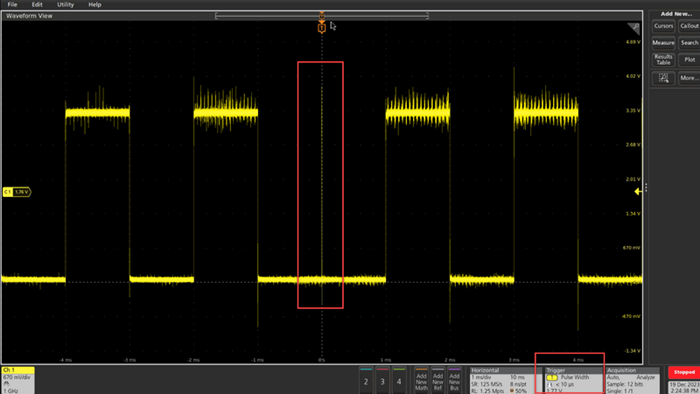 File Edit Utility Help
Waveform View
Add New...
Cursors Callout
Measure Search
Results Table Plot
More...
4.69 V
4.02 V
3.35 V
2.68 V
2.01 V
1.34 V
670 mV
-670 mV
-1.34 V
C1 1.76 V
-4 ms -3 ms -2 ms -1 ms 0 s 1 ms 2 ms 3 ms 4 ms
Ch 1
670 mV/div
1 GHz
2 3 4
Add New Math
Add New Ref
Add New Bus
Horizontal
1 ms/div 10 ms
SR: 125 MS/s 8 ns/pt
RL: 1.25 Mpts 50%
Trigger
1 Pulse Width
< 10 µs
1.77 V
Acquisition
Auto, Analyze
Sample: 12 bits
Single: 1/1
Stopped
19 Dec 2023
2:24:38 PM